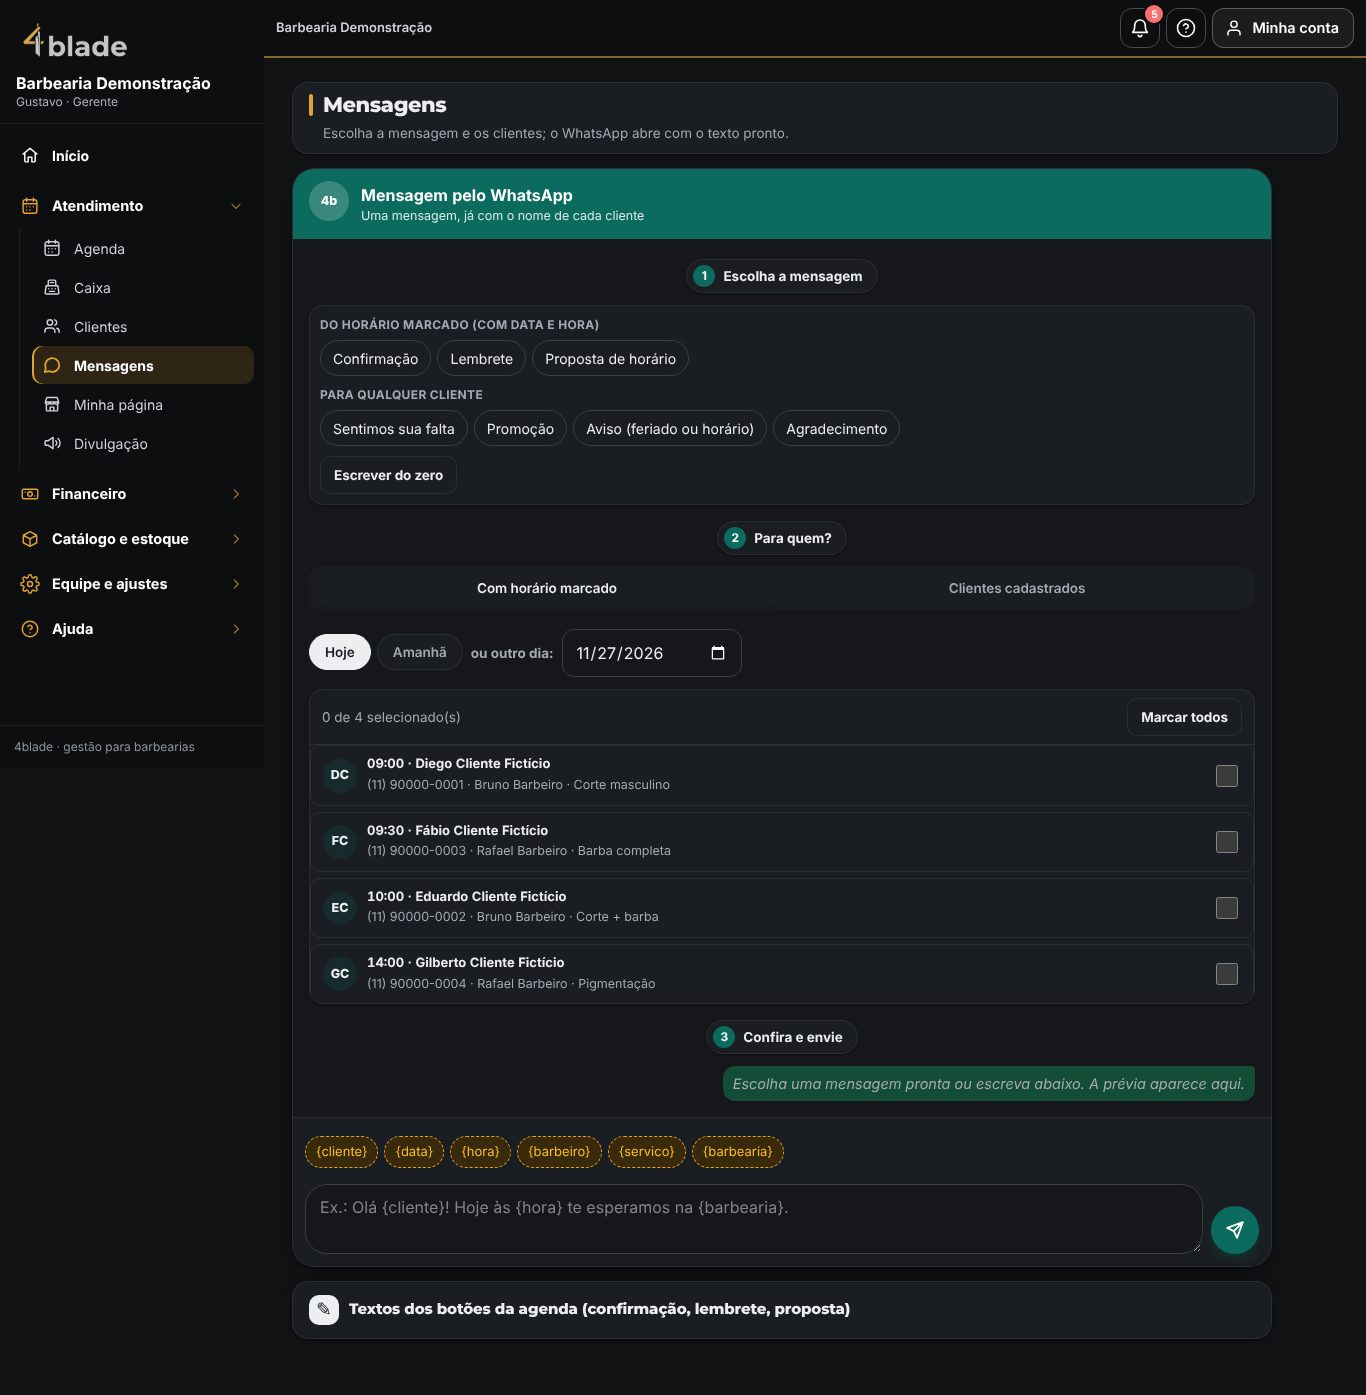 4blade
Barbearia Demonstração
Gustavo · Gerente
Início
Atendimento
Agenda
Caixa
Clientes
Mensagens
Minha página
Divulgação
Financeiro
Catálogo e estoque
Equipe e ajustes
Ajuda
4blade · gestão para barbearias
Barbearia Demonstração
5
Minha conta
Mensagens
Escolha a mensagem e os clientes; o WhatsApp abre com o texto pronto.
4b
Mensagem pelo WhatsApp
Uma mensagem, já com o nome de cada cliente
1 Escolha a mensagem
DO HORÁRIO MARCADO (COM DATA E HORA)
Confirmação Lembrete Proposta de horário
PARA QUALQUER CLIENTE
Sentimos sua falta Promoção Aviso (feriado ou horário) Agradecimento
Escrever do zero
2 Para quem?
Com horário marcado Clientes cadastrados
Hoje Amanhã ou outro dia: 11/27/2026
0 de 4 selecionado(s) Marcar todos
DC
09:00 · Diego Cliente Fictício
(11) 90000-0001 · Bruno Barbeiro · Corte masculino
FC
09:30 · Fábio Cliente Fictício
(11) 90000-0003 · Rafael Barbeiro · Barba completa
EC
10:00 · Eduardo Cliente Fictício
(11) 90000-0002 · Bruno Barbeiro · Corte + barba
GC
14:00 · Gilberto Cliente Fictício
(11) 90000-0004 · Rafael Barbeiro · Pigmentação
3 Confira e envie
Escolha uma mensagem pronta ou escreva abaixo. A prévia aparece aqui.
{cliente} {data} {hora} {barbeiro} {servico} {barbearia}
Ex.: Olá {cliente}! Hoje às {hora} te esperamos na {barbearia}.
Textos dos botões da agenda (confirmação, lembrete, proposta)